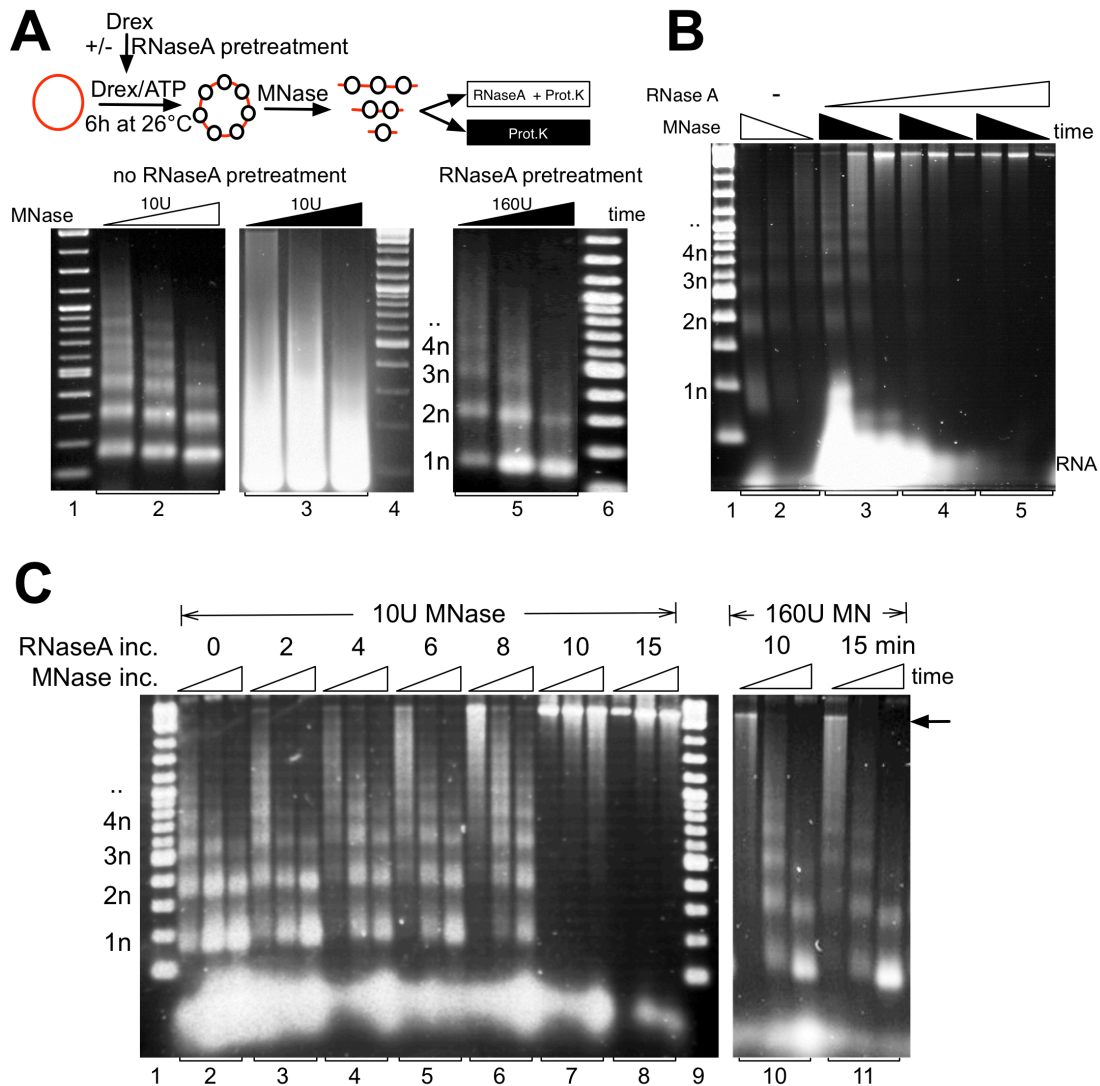 A
Drex
+/- RNaseA pretreatment
Drex/ATP
6h at 26°C
MNase
RNaseA + Prot.K
Prot.K
no RNaseA pretreatment
RNaseA pretreatment
MNase
10U
10U
160U
time
..
4n
3n
2n
1n
1
2
3
4
5
6
B
RNase A
-
MNase
time
..
4n
3n
2n
1n
RNA
1
2
3
4
5
C
10U MNase
160U MN
RNaseA inc.
0
2
4
6
8
10
15
10
15 min
MNase inc.
time
..
4n
3n
2n
1n
1
2
3
4
5
6
7
8
9
10
11